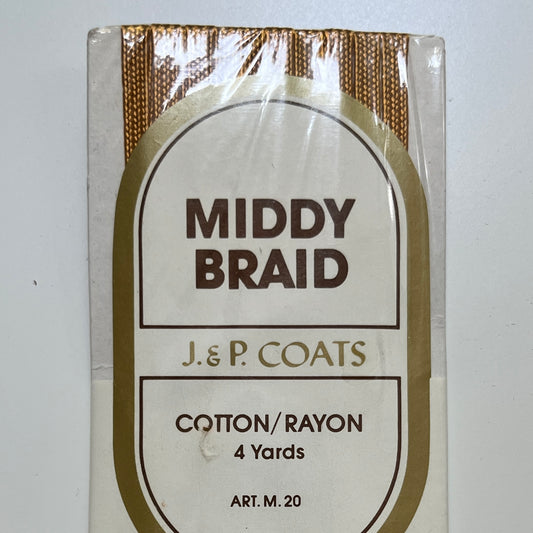 MIDDY
BRAID
J. & P. COATS
COTTON/RAYON
4 Yards
ART. M. 20